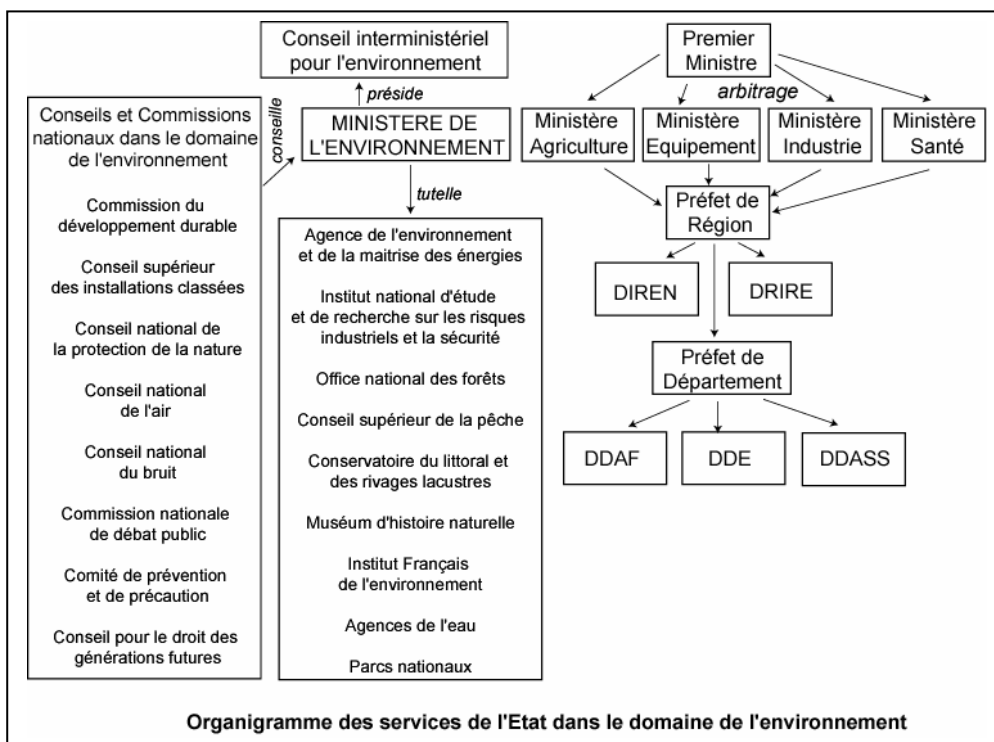 Conseil interministériel
pour l'environnement
préside
conseille
MINISTERE DE
L'ENVIRONNEMENT
tutelle
Conseils et Commissions
nationaux dans le domaine
de l'environnement
Commission du
développement durable
Conseil supérieur
des installations classées
Conseil national de
la protection de la nature
Conseil national
de l'air
Conseil national
du bruit
Commission nationale
de débat public
Comité de prévention
et de précaution
Conseil pour le droit des
générations futures
Agence de l'environnement
et de la maitrise des énergies
Institut national d'étude
et de recherche sur les risques
industriels et la sécurité
Office national des forêts
Conseil supérieur de la pêche
Conservatoire du littoral et
des rivages lacustres
Muséum d'histoire naturelle
Institut Français
de l'environnement
Agences de l'eau
Parcs nationaux
Premier
Ministre
arbitrage
Ministère
Agriculture
Ministère
Equipement
Ministère
Industrie
Ministère
Santé
Préfet de
Région
DIREN
DRIRE
Préfet de
Département
DDAF
DDE
DDASS
Organigramme des services de l'Etat dans le domaine de l'environnement